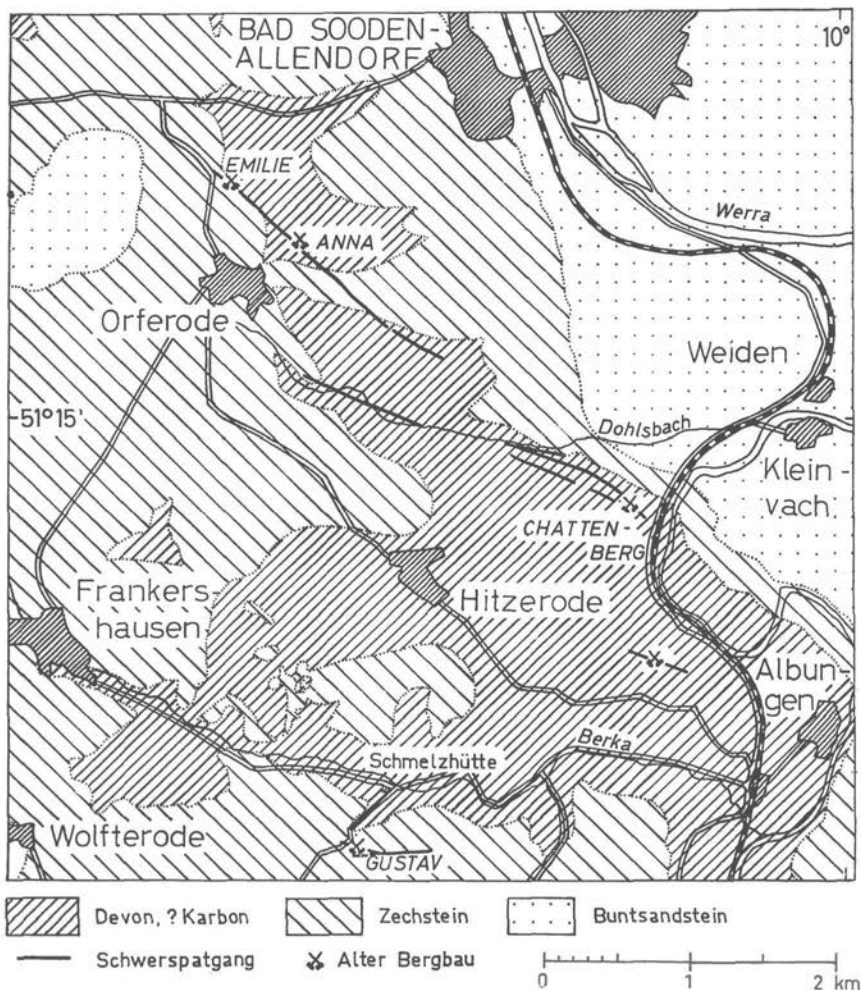 BAD SOODEN-
ALLENDORF
10°
EMILIE
ANNA
Werra
Orferode
Weiden
51°15'
Dohlsbach
Klein-
vach
CHATTEN-
BERG
Frankers-
hausen
Hitzerode
Albun-
gen
Berka
Schmelzhütte
Wolfterode
GUSTAV
Devon, ? Karbon
Zechstein
Buntsandstein
Schwerspatgang
Alter Bergbau
0 1 2 km